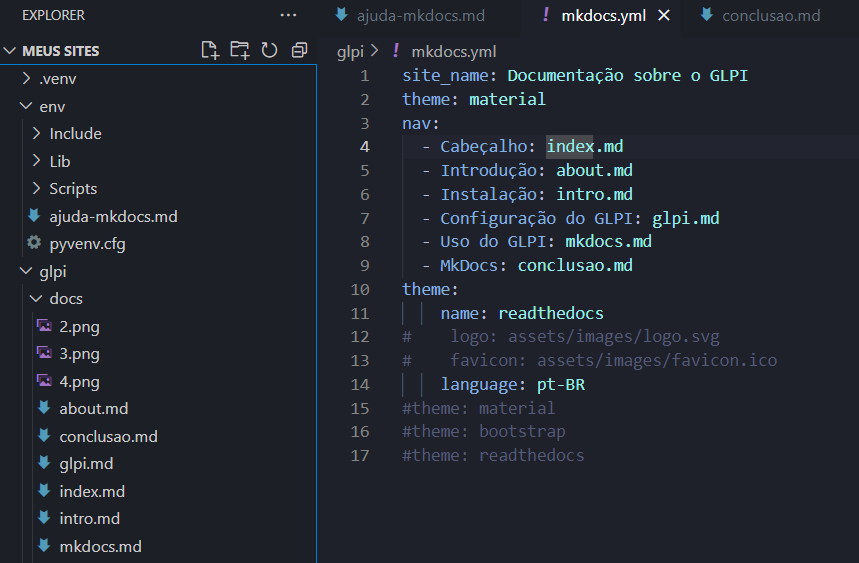 EXPLORER
MEUS SITES
.venv
env
Include
Lib
Scripts
ajuda-mkdocs.md
pyvenv.cfg
glpi
docs
2.png
3.png
4.png
about.md
conclusao.md
glpi.md
index.md
intro.md
mkdocs.md
ajuda-mkdocs.md
! mkdocs.yml
conclusao.md
glpi > ! mkdocs.yml
1 site_name: Documentação sobre o GLPI
2 theme: material
3 nav:
4 - Cabeçalho: index.md
5 - Introdução: about.md
6 - Instalação: intro.md
7 - Configuração do GLPI: glpi.md
8 - Uso do GLPI: mkdocs.md
9 - MkDocs: conclusao.md
10 theme:
11 name: readthedocs
12 # logo: assets/images/logo.svg
13 # favicon: assets/images/favicon.ico
14 language: pt-BR
15 #theme: material
16 #theme: bootstrap
17 #theme: readthedocs